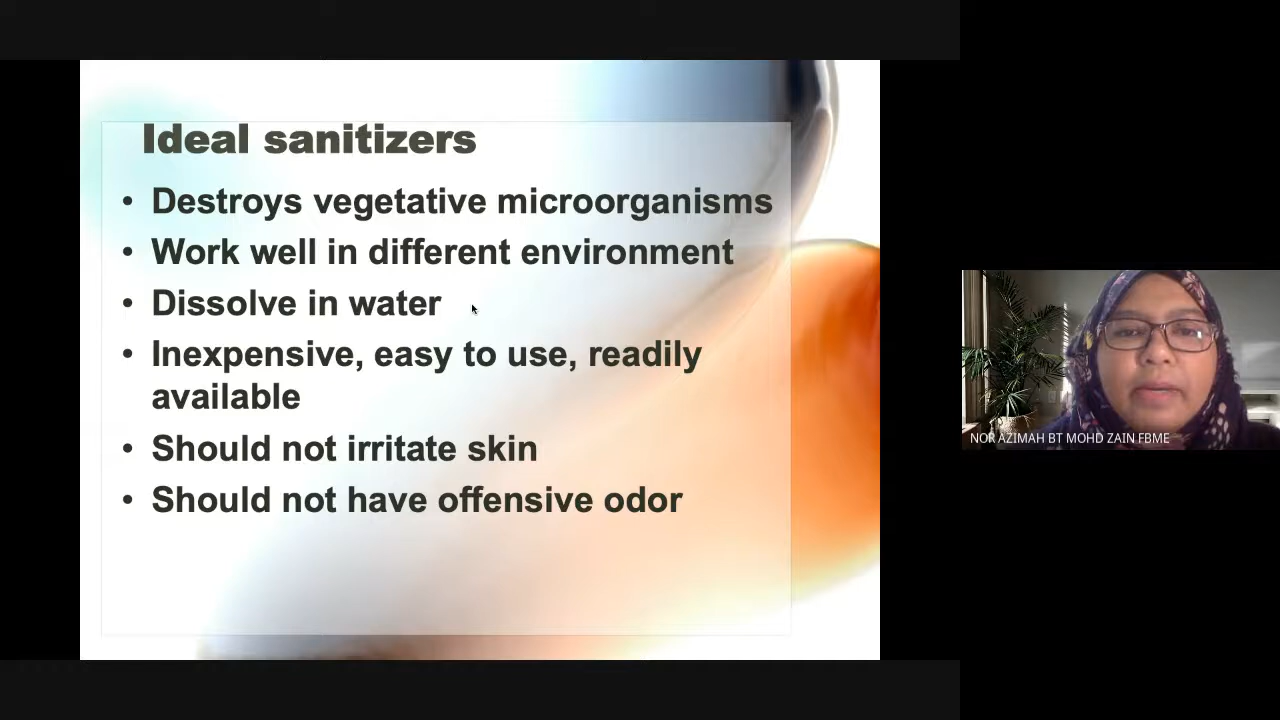 Ideal sanitizers
• Destroys vegetative microorganisms
• Work well in different environment
• Dissolve in water
• Inexpensive, easy to use, readily
available
• Should not irritate skin
• Should not have offensive odor
NOR AZIMAH BT MOHD ZAIN FBME